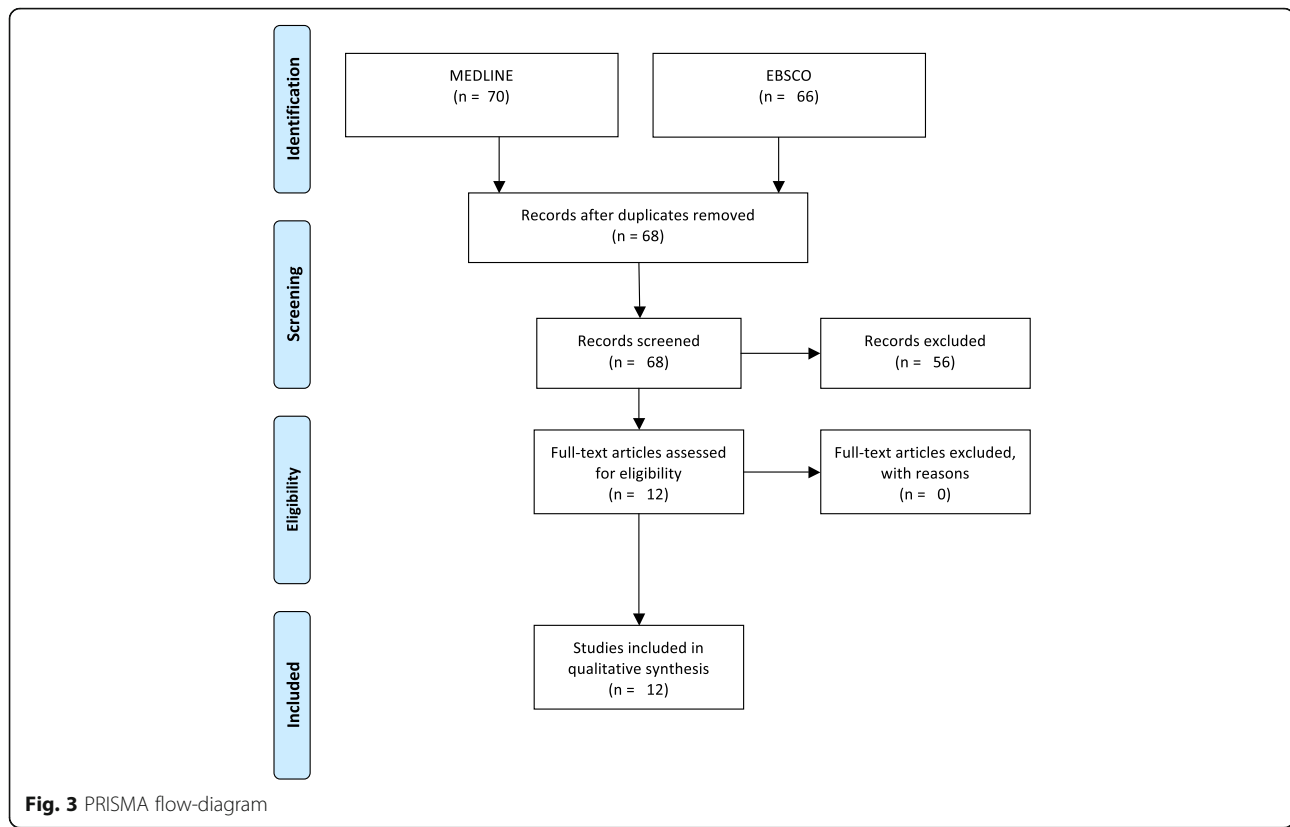 Identification
MEDLINE
(n = 70)
EBSCO
(n = 66)
Records after duplicates removed
(n = 68)
Screening
Records screened
(n = 68)
Records excluded
(n = 56)
Eligibility
Full-text articles assessed
for eligibility
(n = 12)
Full-text articles excluded,
with reasons
(n = 0)
Included
Studies included in
qualitative synthesis
(n = 12)
Fig. 3 PRISMA flow-diagram